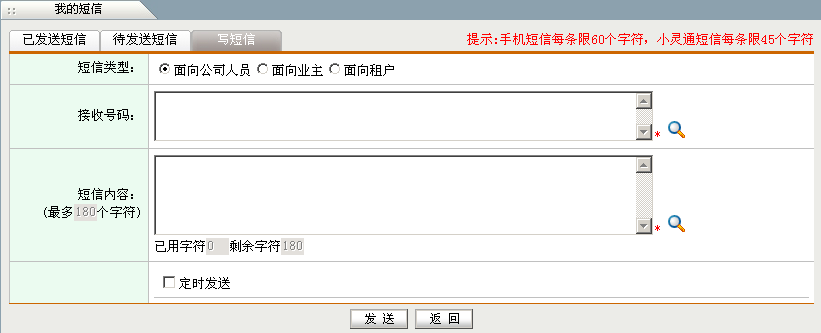 我的短信
已发送短信 待发送短信 写短信 提示:手机短信每条限60个字符，小灵通短信每条限45个字符
短信类型： 面向公司人员 面向业主 面向租户
接收号码： *
短信内容：
(最多180个字符) *
已用字符0 剩余字符180
定时发送
发 送 返 回